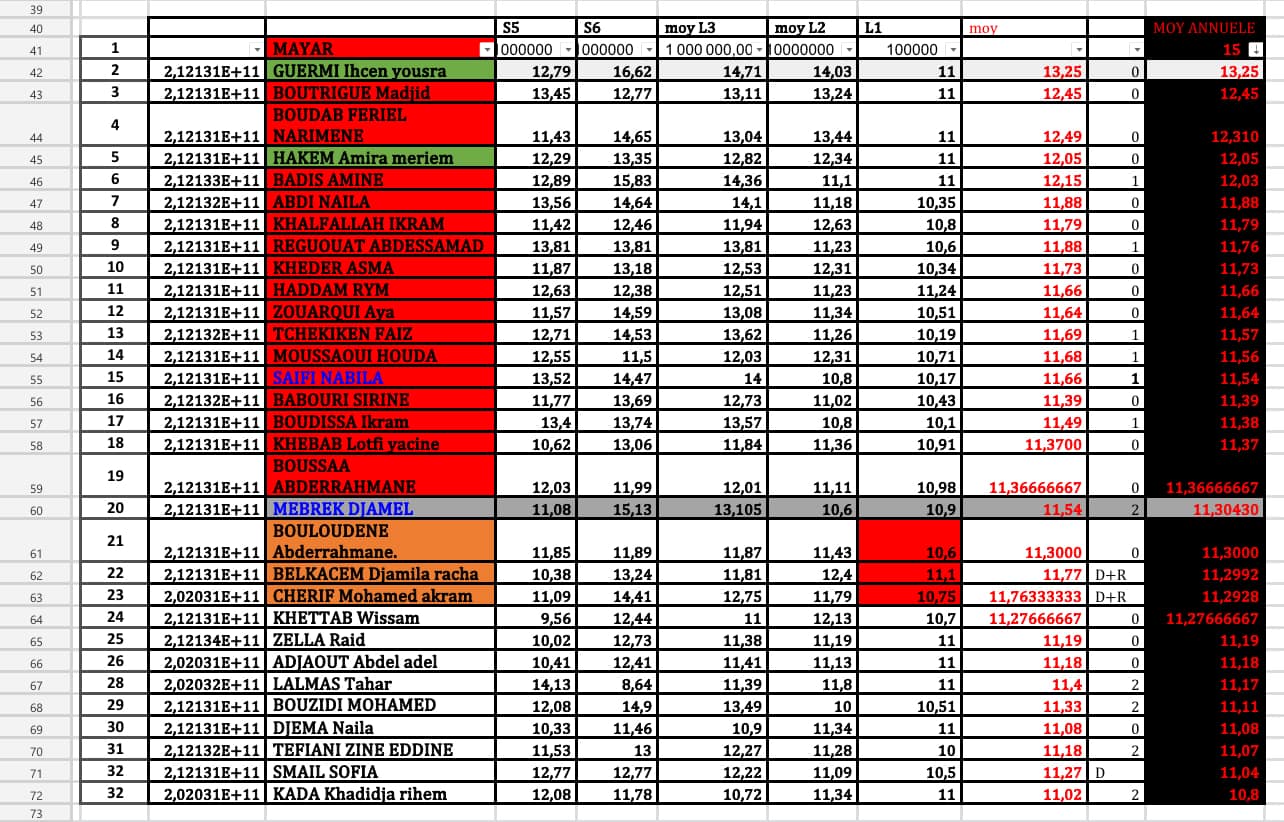 39
40 S5 S6 moy L3 moy L2 L1 moy MOY ANNUELE
41 1 MAYAR 0000000 000000 1 000 000,00 10000000 100000 15
42 2 2,12131E+11 GUERMI Ihcen yousra 12,79 16,62 14,71 14,03 11 13,25 0 13,25
43 3 2,12131E+11 BOUTRIGUE Madjid 13,45 12,77 13,11 13,24 11 12,45 0 12,45
BOUDAB FERIEL
44 4 2,12131E+11 NARIMENE 11,43 14,65 13,04 13,44 11 12,49 0 12,310
45 5 2,12131E+11 HAKEM Amira meriem 12,29 13,35 12,82 12,34 11 12,05 0 12,05
46 6 2,12133E+11 BADIS AMINE 12,89 15,83 14,36 11,1 11 12,15 1 12,03
47 7 2,12132E+11 ABDI NAILA 13,56 14,64 14,1 11,18 10,35 11,88 0 11,88
48 8 2,12131E+11 KHALFALLAH IKRAM 11,42 12,46 11,94 12,63 10,8 11,79 0 11,79
49 9 2,12131E+11 REGUOUAT ABDESSAMAD 13,81 13,81 13,81 11,23 10,6 11,88 1 11,76
50 10 2,12131E+11 KHEDER ASMA 11,87 13,18 12,53 12,31 10,34 11,73 0 11,73
51 11 2,12131E+11 HADDAM RYM 12,63 12,38 12,51 11,23 11,24 11,66 0 11,66
52 12 2,12131E+11 ZOUARQUI Aya 11,57 14,59 13,08 11,34 10,51 11,64 0 11,64
53 13 2,12132E+11 TCHEKIKEN FAIZ 12,71 14,53 13,62 11,26 10,19 11,69 1 11,57
54 14 2,12131E+11 MOUSSAOUI HOUDA 12,55 11,5 12,03 12,31 10,71 11,68 1 11,56
55 15 2,12131E+11 SAIFI NABILA 13,52 14,47 14 10,8 10,17 11,66 1 11,54
56 16 2,12132E+11 BABOURI SIRINE 11,77 13,69 12,73 11,02 10,43 11,39 0 11,39
57 17 2,12131E+11 BOUDISSA Ikram 13,4 13,74 13,57 10,8 10,1 11,49 1 11,38
58 18 2,12131E+11 KHEBAB Lotfi yacine 10,62 13,06 11,84 11,36 10,91 11,3700 0 11,37
BOUSSAA
59 19 2,12131E+11 ABDERRAHMANE 12,03 11,99 12,01 11,11 10,98 11,36666667 0 11,36666667
60 20 2,12131E+11 MEBREK DJAMEL 11,08 15,13 13,105 10,6 10,9 11,54 2 11,30430
BOULOUDENE
61 21 2,12131E+11 Abderrahmane. 11,85 11,89 11,87 11,43 10,6 11,3000 0 11,3000
62 22 2,12131E+11 BELKACEM Djamila racha 10,38 13,24 11,81 12,4 11,1 11,77 D+R 11,2992
63 23 2,02031E+11 CHERIF Mohamed akram 11,09 14,41 12,75 11,79 10,75 11,76333333 D+R 11,2928
64 24 2,12131E+11 KHETTAB Wissam 9,56 12,44 11 12,13 10,7 11,27666667 0 11,27666667
65 25 2,12134E+11 ZELLA Raid 10,02 12,73 11,38 11,19 11 11,19 0 11,19
66 26 2,02031E+11 ADJAOUT Abdel adel 10,41 12,41 11,41 11,13 11 11,18 0 11,18
67 28 2,02032E+11 LALMAS Tahar 14,13 8,64 11,39 11,8 11 11,4 2 11,17
68 29 2,12131E+11 BOUZIDI MOHAMED 12,08 14,9 13,49 10 10,51 11,33 2 11,11
69 30 2,12131E+11 DJEMA Naila 10,33 11,46 10,9 11,34 11 11,08 0 11,08
70 31 2,12132E+11 TEFIANI ZINE EDDINE 11,53 13 12,27 11,28 10 11,18 2 11,07
71 32 2,12131E+11 SMAIL SOFIA 12,77 12,77 12,22 11,09 10,5 11,27 D 11,04
72 32 2,02031E+11 KADA Khadidja rihem 12,08 11,78 10,72 11,34 11 11,02 2 10,8
73